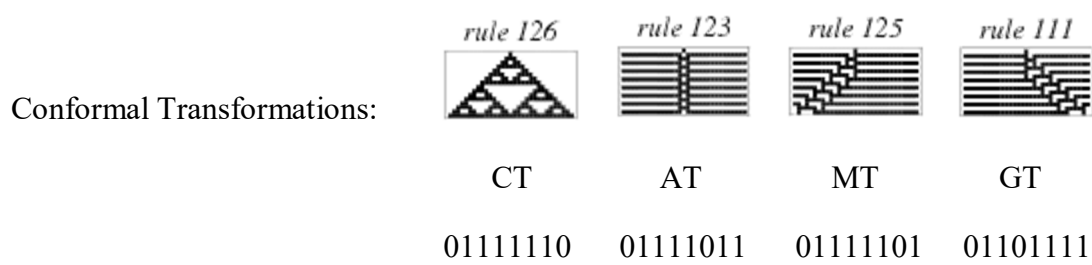 rule 126 rule 123 rule 125 rule 111
Conformal Transformations:
CT AT MT GT
01111110 01111011 01111101 01101111